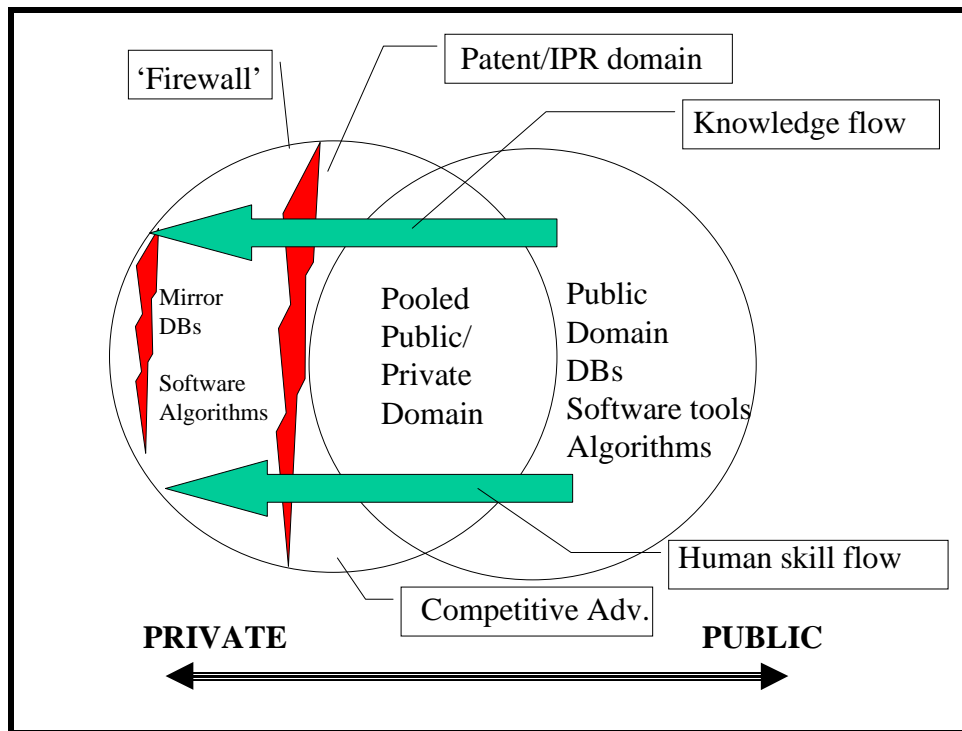 Patent/IPR domain
‘Firewall’
Knowledge flow
Mirror
DBs
Software
Algorithms
Pooled
Public/
Private
Domain
Public
Domain
DBs
Software tools
Algorithms
Human skill flow
Competitive Adv.
PRIVATE
PUBLIC